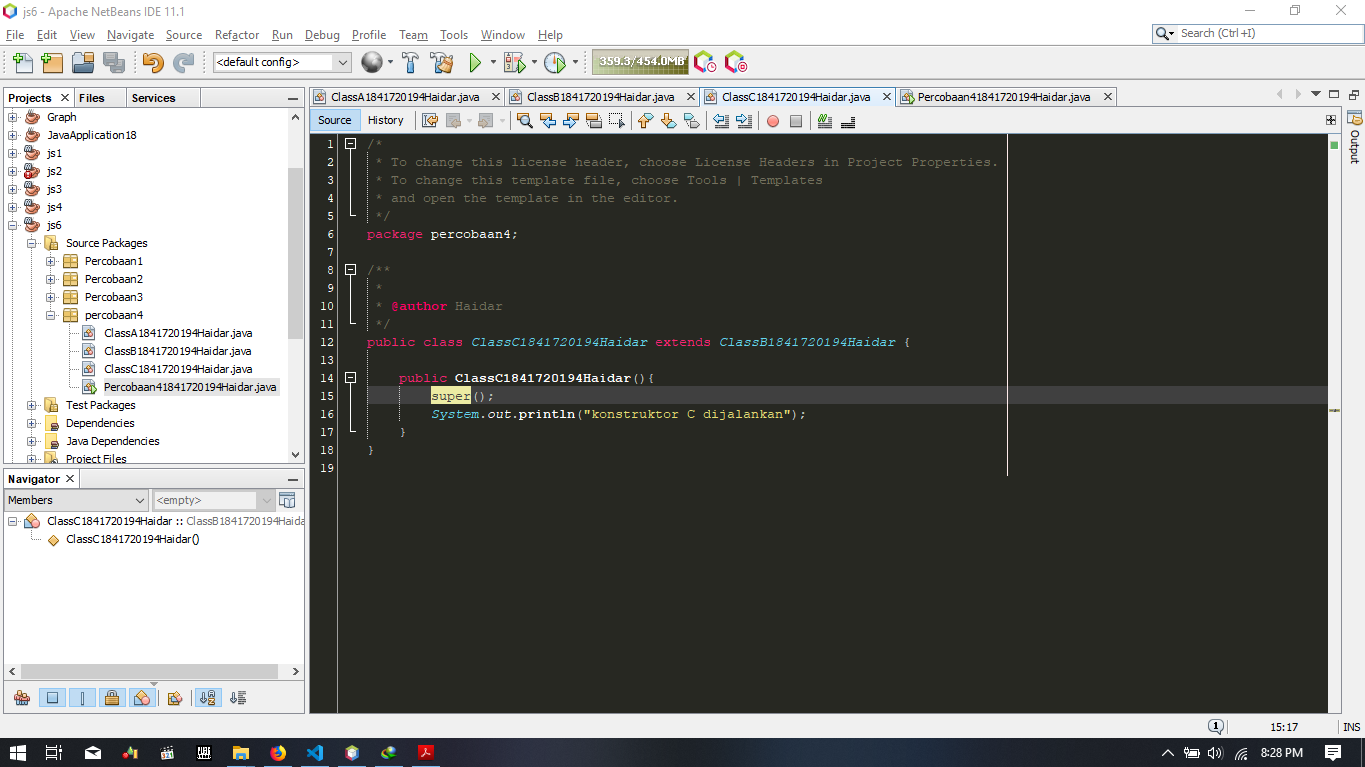 js6 - Apache NetBeans IDE 11.1
File Edit View Navigate Source Refactor Run Debug Profile Team Tools Window Help
Search (Ctrl+I)
<default config>
359.3/454.0MB
Projects Files Services
Graph
JavaApplication18
js1
js2
js3
js4
js6
Source Packages
Percobaan1
Percobaan2
Percobaan3
percobaan4
ClassA1841720194Haidar.java
ClassB1841720194Haidar.java
ClassC1841720194Haidar.java
Percobaan41841720194Haidar.java
Test Packages
Dependencies
Java Dependencies
Project Files
Navigator
Members
<empty>
ClassC1841720194Haidar :: ClassB1841720194Haida
ClassC1841720194Haidar()
ClassA1841720194Haidar.java ClassB1841720194Haidar.java ClassC1841720194Haidar.java Percobaan41841720194Haidar.java
Source History
1 /*
2 * To change this license header, choose License Headers in Project Properties.
3 * To change this template file, choose Tools | Templates
4 * and open the template in the editor.
5 */
6 package percobaan4;
7
8 /**
9 *
10 * @author Haidar
11 */
12 public class ClassC1841720194Haidar extends ClassB1841720194Haidar {
13
14 public ClassC1841720194Haidar(){
15 super();
16 System.out.println("konstruktor C dijalankan");
17 }
18 }
19
Output
1
15:17 INS
8:28 PM